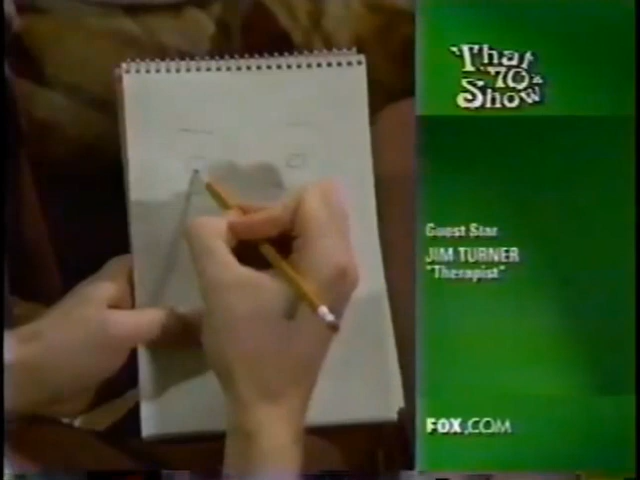 That
'70s
Show
Guest Star
JIM TURNER
"Therapist"
FOX.COM